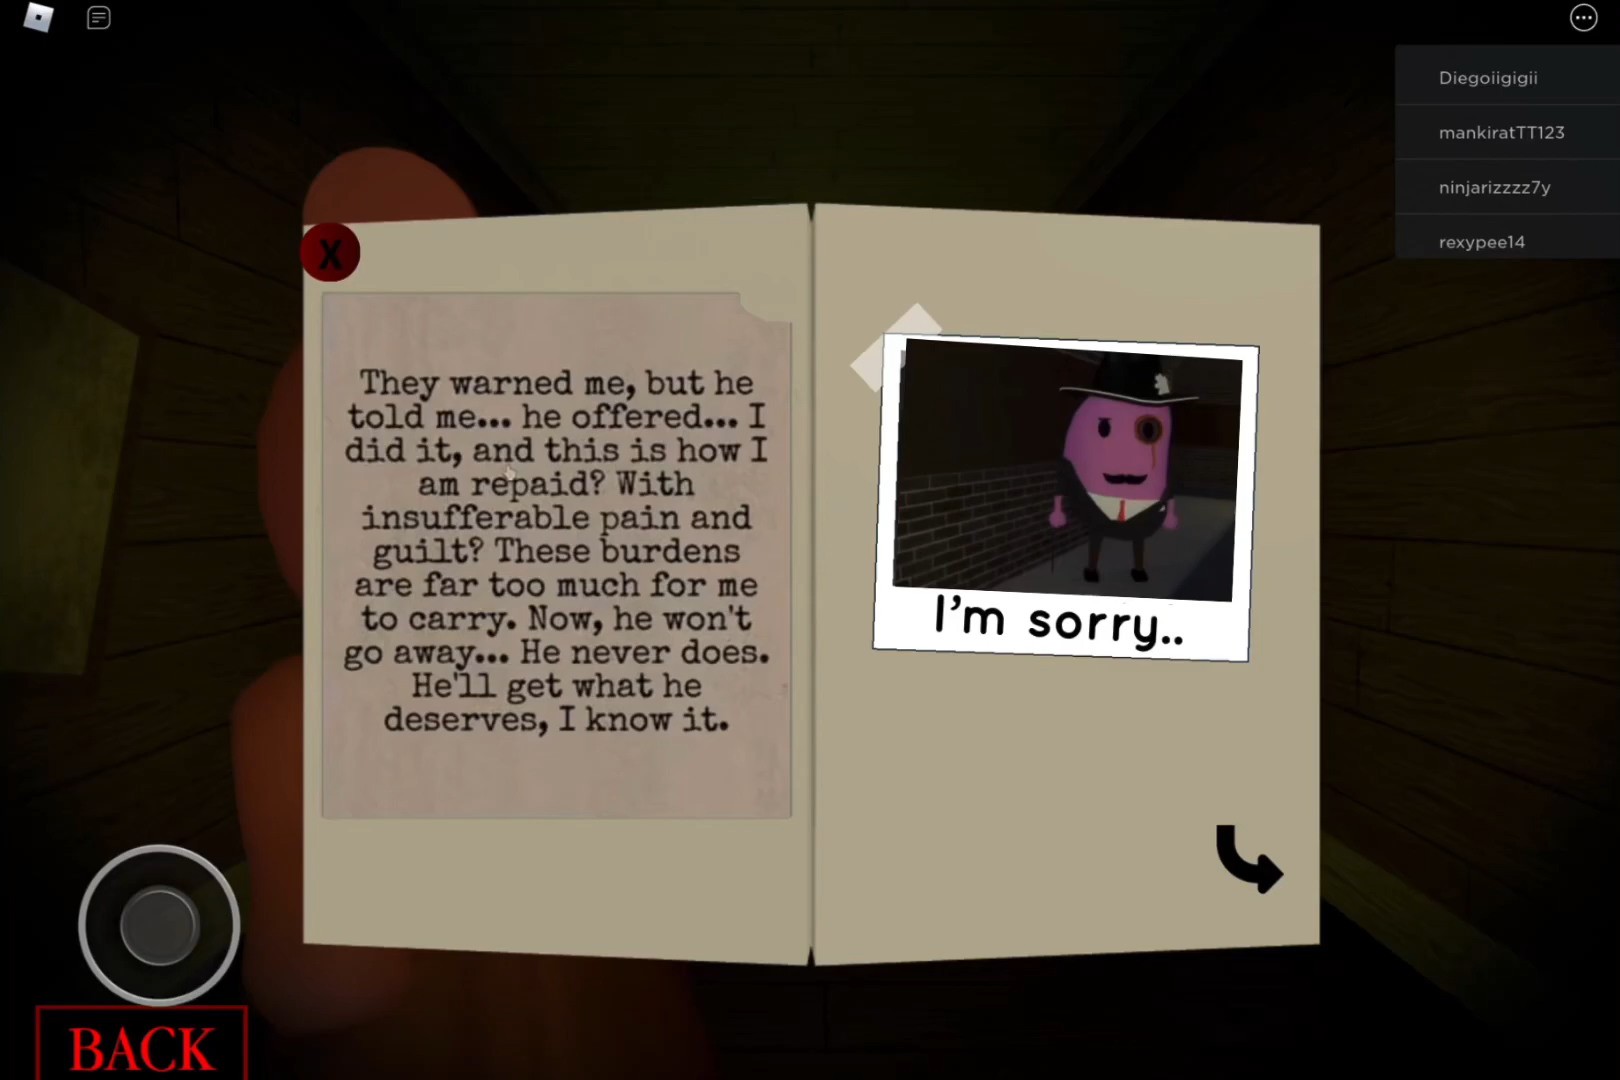 Diegoiigigii
mankiratTT123
ninjarizzzz7y
rexypee14
X
They warned me, but he
told me... he offered... I
did it, and this is how I
am repaid? With
insufferable pain and
guilt? These burdens
are far too much for me
to carry. Now, he won't
go away... He never does.
He'll get what he
deserves, I know it.
I'm sorry..
BACK